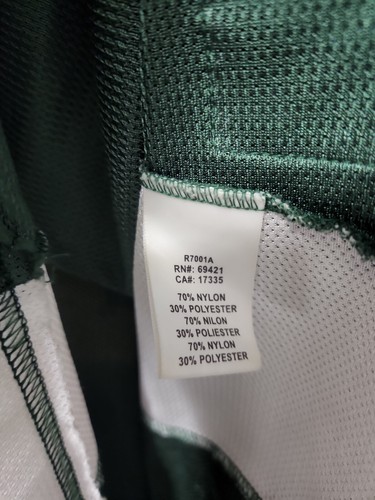 R7001A
RN#: 69421
CA#: 17335
70% NYLON
30% POLYESTER
70% NILON
30% POLIESTER
70% NYLON
30% POLYESTER